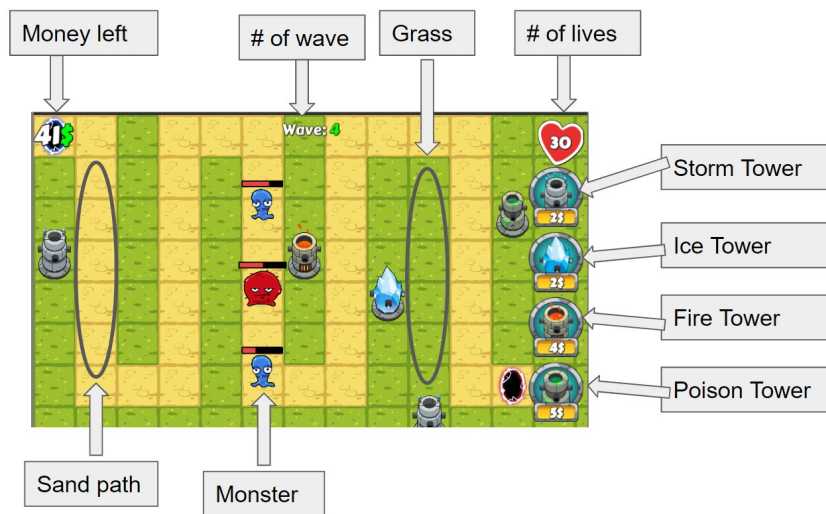 Money left
# of wave
Grass
# of lives
41$
Wave: 4
30
Storm Tower
2$
Ice Tower
2$
Fire Tower
4$
Poison Tower
5$
Sand path
Monster